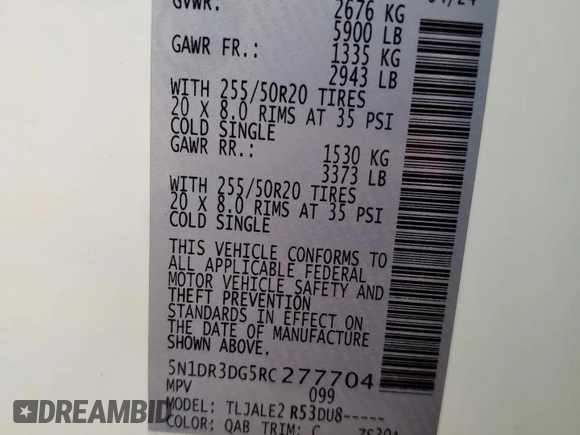 GVWR: 2676 KG
5900 LB
GAWR FR.: 1335 KG
2943 LB
WITH 255/50R20 TIRES
20 X 8.0 RIMS AT 35 PSI
COLD SINGLE
GAWR RR.: 1530 KG
3373 LB
WITH 255/50R20 TIRES
20 X 8.0 RIMS AT 35 PSI
COLD SINGLE
THIS VEHICLE CONFORMS TO
ALL APPLICABLE FEDERAL
MOTOR VEHICLE SAFETY AND
THEFT PREVENTION
STANDARDS IN EFFECT ON
THE DATE OF MANUFACTURE
SHOWN ABOVE.
5N1DR3DG5RC277704
MPV 099
MODEL: TLJALE2 R53DU8-----
COLOR: QAB TRIM: C
DREAMBID